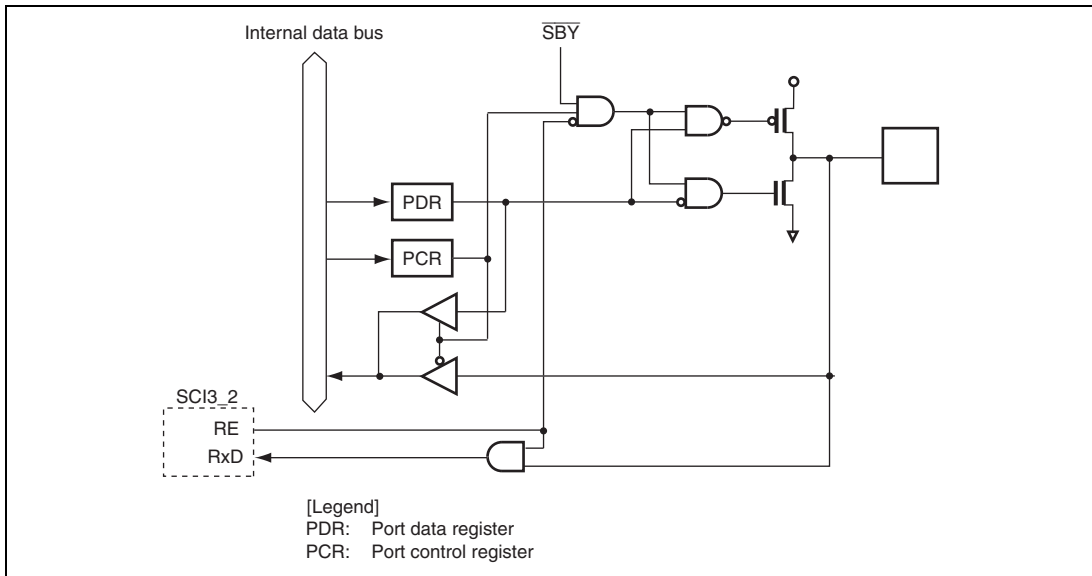 Internal data bus
SBY
PDR
PCR
SCI3_2
RE
RxD
[Legend]
PDR: Port data register
PCR: Port control register